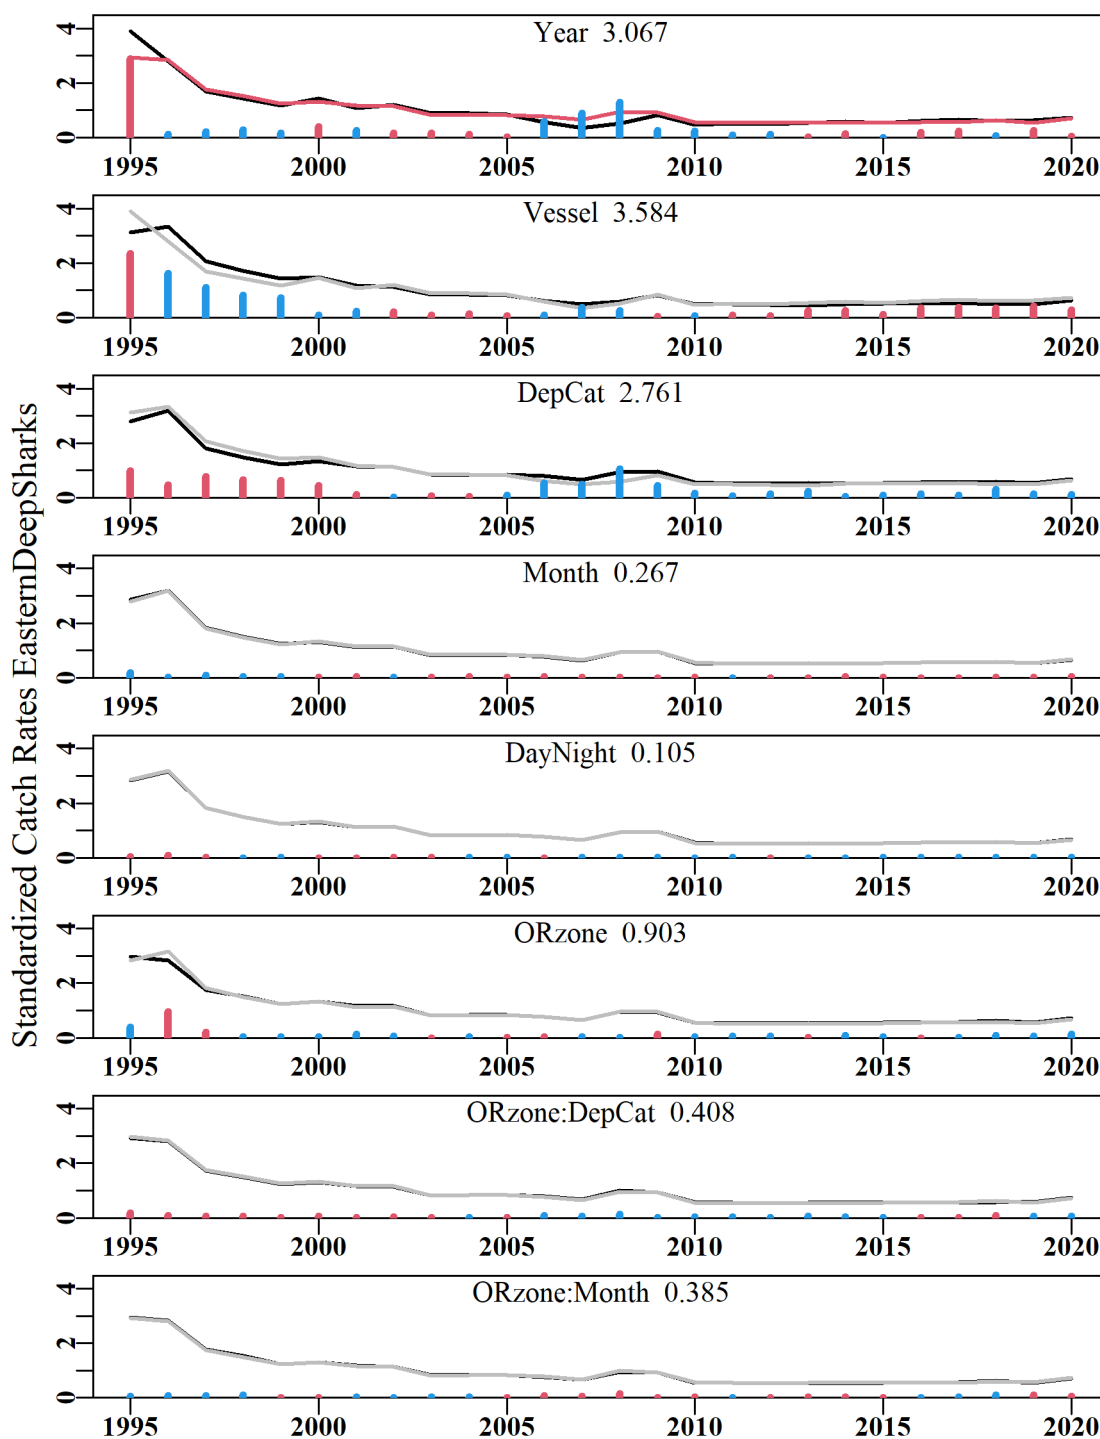 Standardized Catch Rates EasternDeepSharks
Year 3.067
0 2 4
1995 2000 2005 2010 2015 2020
Vessel 3.584
0 2 4
1995 2000 2005 2010 2015 2020
DepCat 2.761
0 2 4
1995 2000 2005 2010 2015 2020
Month 0.267
0 2 4
1995 2000 2005 2010 2015 2020
DayNight 0.105
0 2 4
1995 2000 2005 2010 2015 2020
ORzone 0.903
0 2 4
1995 2000 2005 2010 2015 2020
ORzone:DepCat 0.408
0 2 4
1995 2000 2005 2010 2015 2020
ORzone:Month 0.385
0 2 4
1995 2000 2005 2010 2015 2020